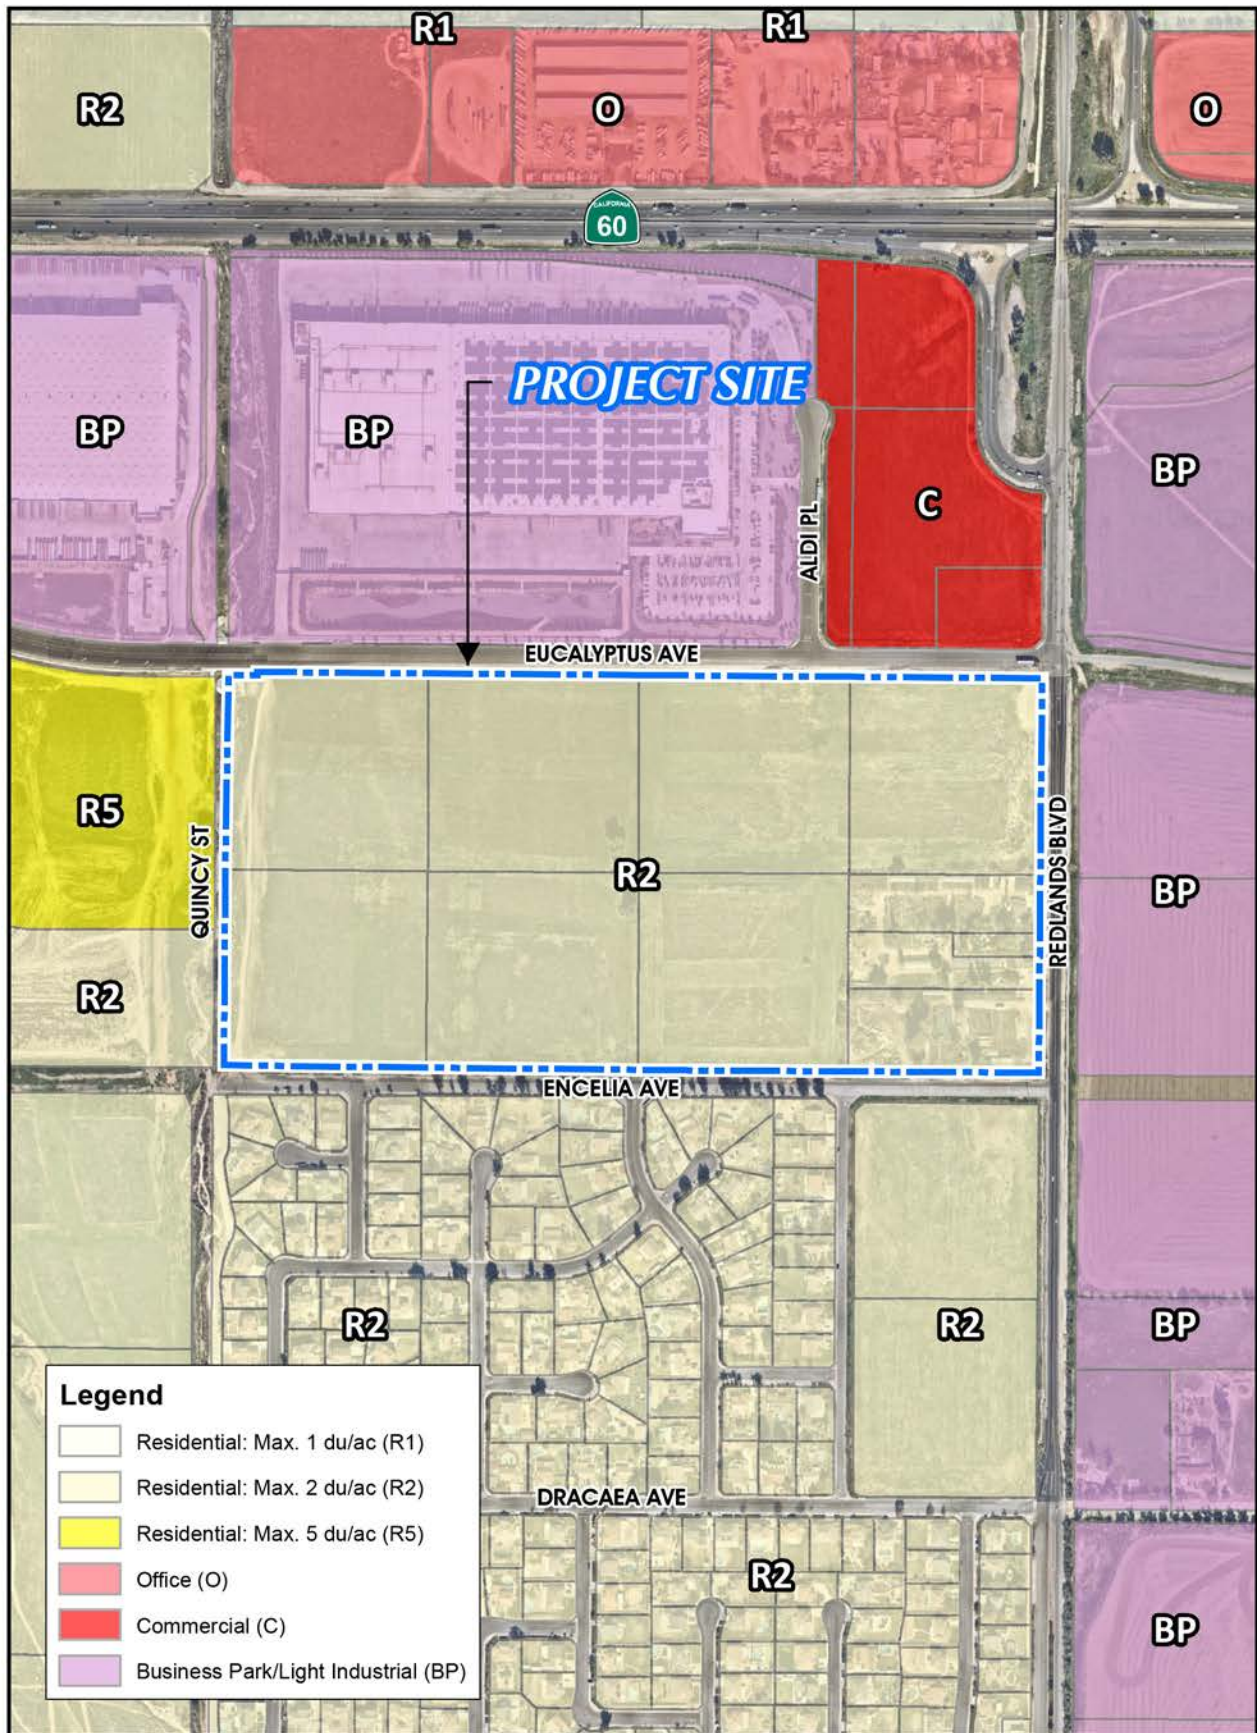 R1
R1
R2
O
O
CALIFORNIA
60
PROJECT SITE
BP
BP
BP
C
ALDI PL
EUCALYPTUS AVE
R5
QUINCY ST
R2
REDLANDS BLVD
BP
R2
ENCELIA AVE
R2
R2
BP
Legend
Residential: Max. 1 du/ac (R1)
Residential: Max. 2 du/ac (R2)
Residential: Max. 5 du/ac (R5)
Office (O)
Commercial (C)
Business Park/Light Industrial (BP)
DRACAEA AVE
R2
BP